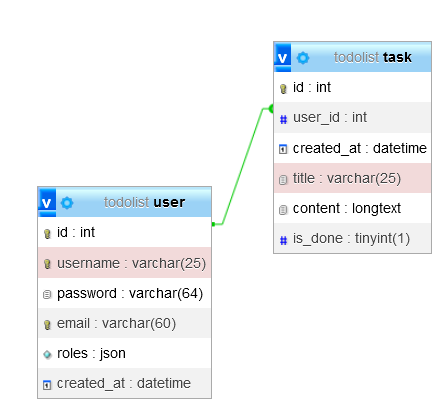 v todolist task
id : int
user_id : int
created_at : datetime
title : varchar(25)
content : longtext
is_done : tinyint(1)
v todolist user
id : int
username : varchar(25)
password : varchar(64)
email : varchar(60)
roles : json
created_at : datetime